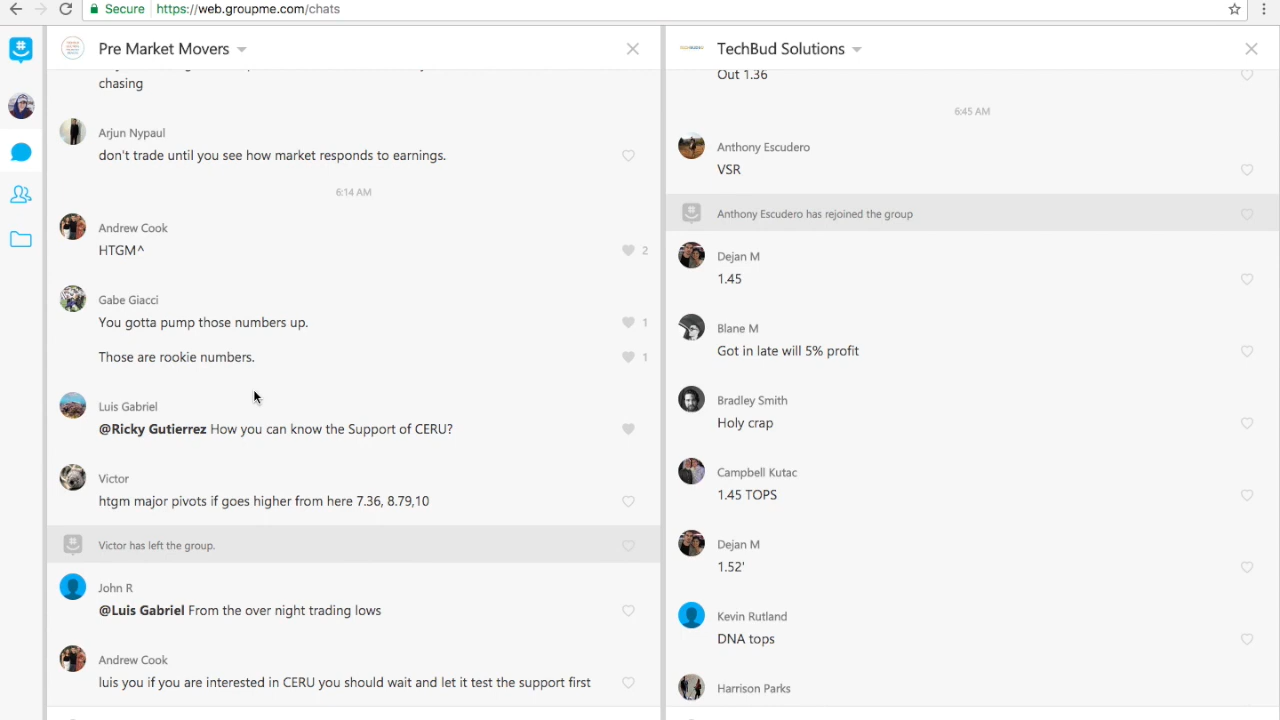 Secure https://web.groupme.com/chats
Pre Market Movers
chasing
Arjun Nypaul
don't trade until you see how market responds to earnings.
6:14 AM
Andrew Cook
HTGM^
2
Gabe Giacci
You gotta pump those numbers up.
1
Those are rookie numbers.
1
Luis Gabriel
@Ricky Gutierrez How you can know the Support of CERU?
Victor
htgm major pivots if goes higher from here 7.36, 8.79,10
Victor has left the group.
John R
@Luis Gabriel From the over night trading lows
Andrew Cook
luis you if you are interested in CERU you should wait and let it test the support first
TechBud Solutions
Out 1.36
6:45 AM
Anthony Escudero
VSR
Anthony Escudero has rejoined the group
Dejan M
1.45
Blane M
Got in late will 5% profit
Bradley Smith
Holy crap
Campbell Kutac
1.45 TOPS
Dejan M
1.52'
Kevin Rutland
DNA tops
Harrison Parks